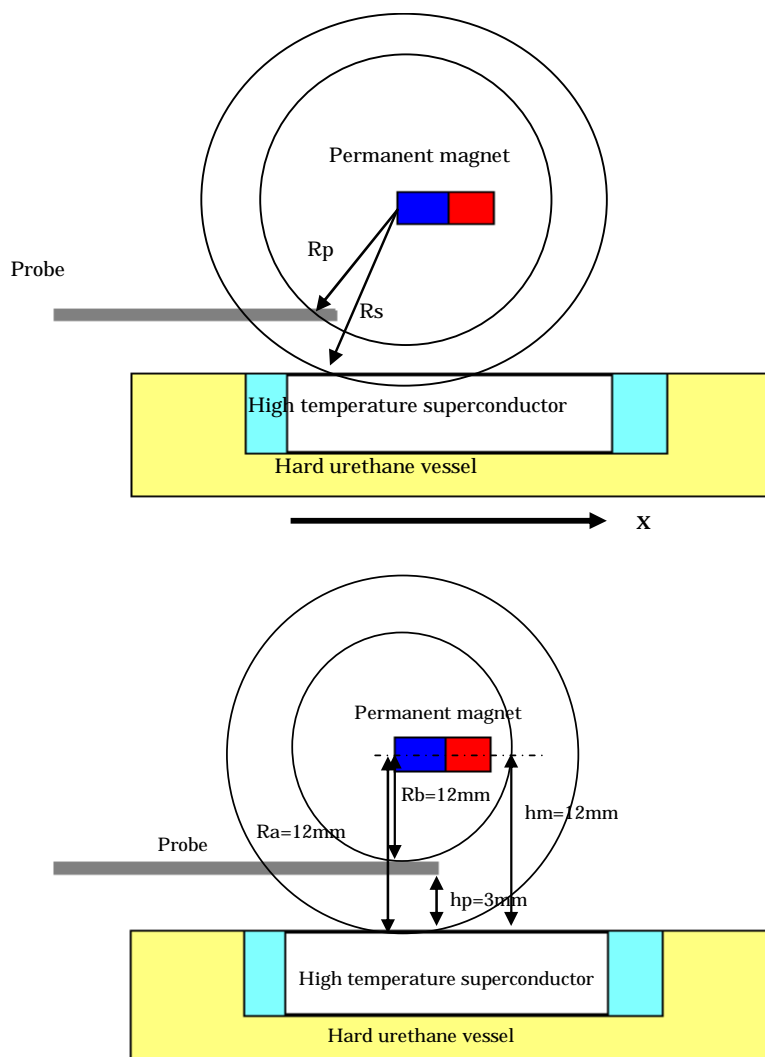 Permanent magnet
Rp
Probe
Rs
High temperature superconductor
Hard urethane vessel
x
Permanent magnet
Rb=12mm
hm=12mm
Ra=12mm
Probe
hp=3mm
High temperature superconductor
Hard urethane vessel